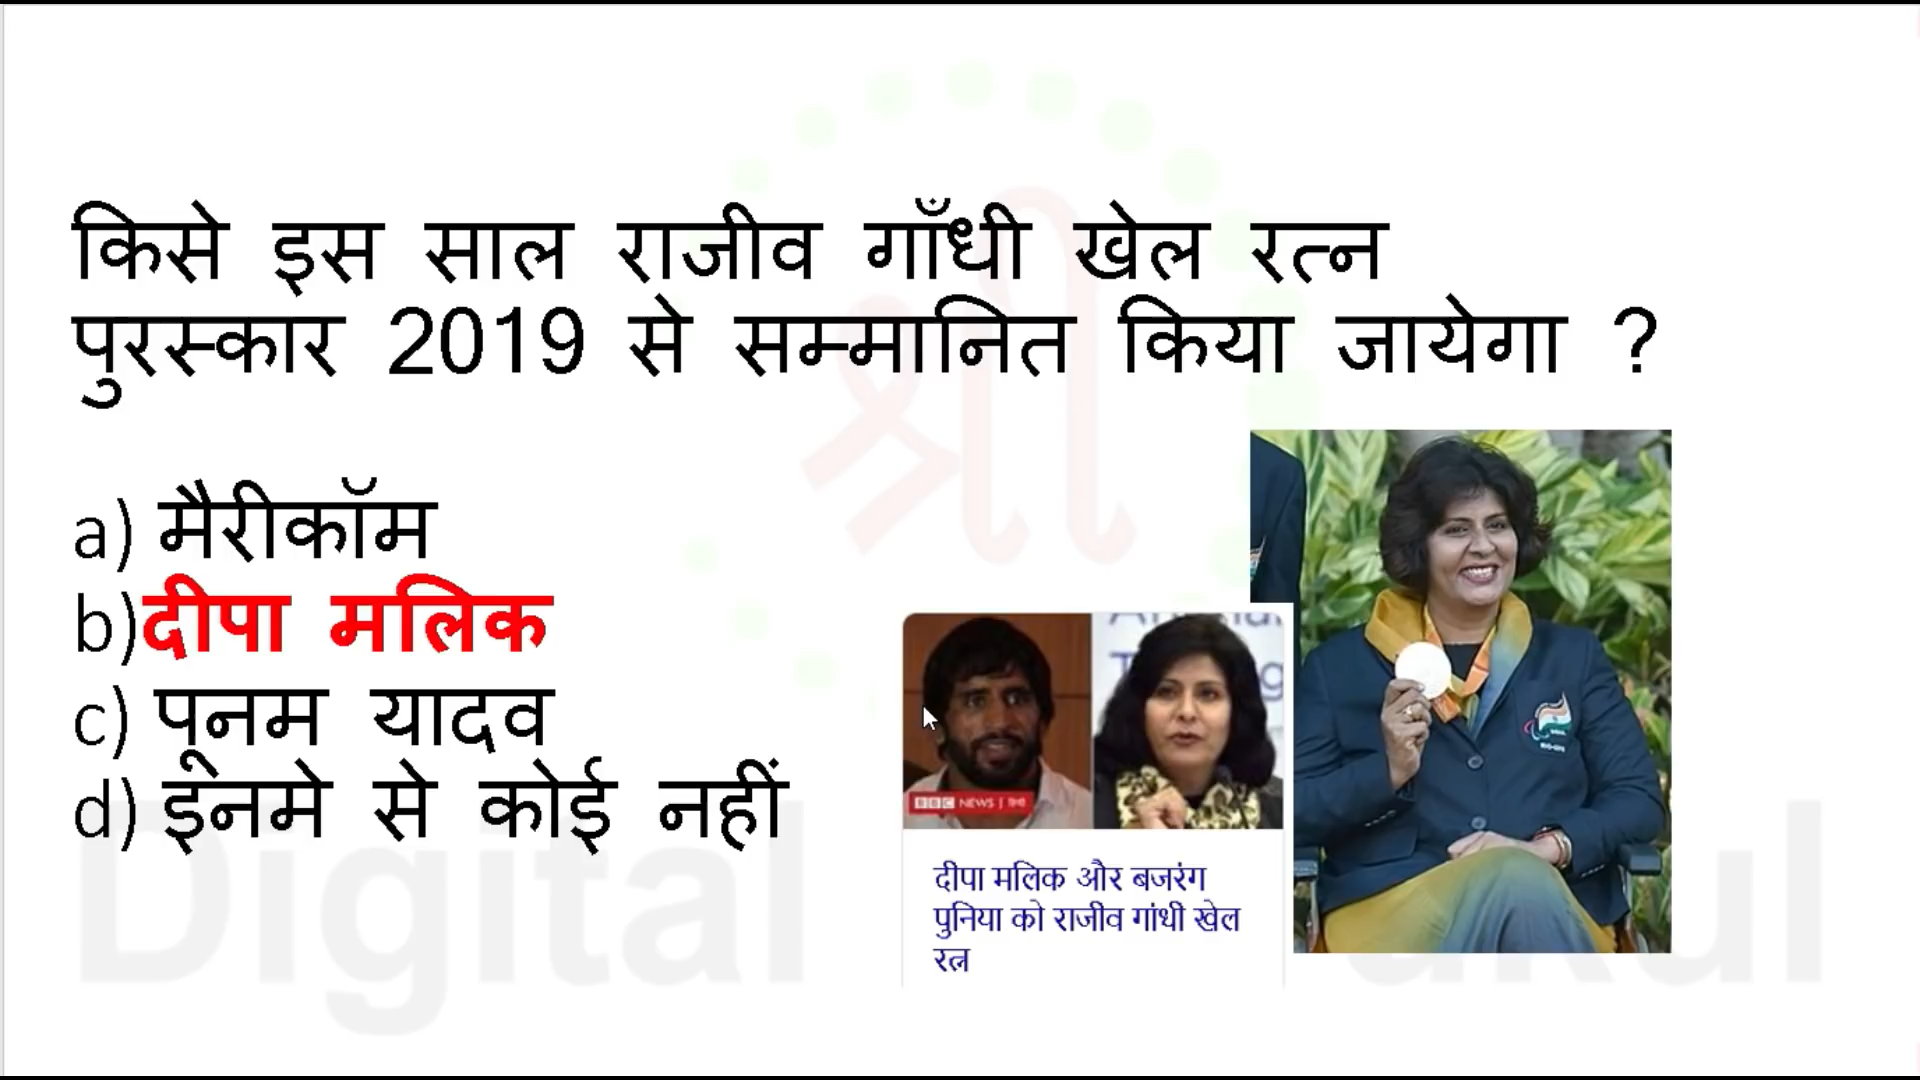 किसे इस साल राजीव गाँधी खेल रत्न
पुरस्कार 2019 से सम्मानित किया जायेगा ?
a) मैरीकॉम
b)दीपा मलिक
c) पूनम यादव
d) इनमे से कोई नहीं
BBC NEWS | हिन्दी
दीपा मलिक और बजरंग
पुनिया को राजीव गांधी खेल
रत्न
श्री
Digital